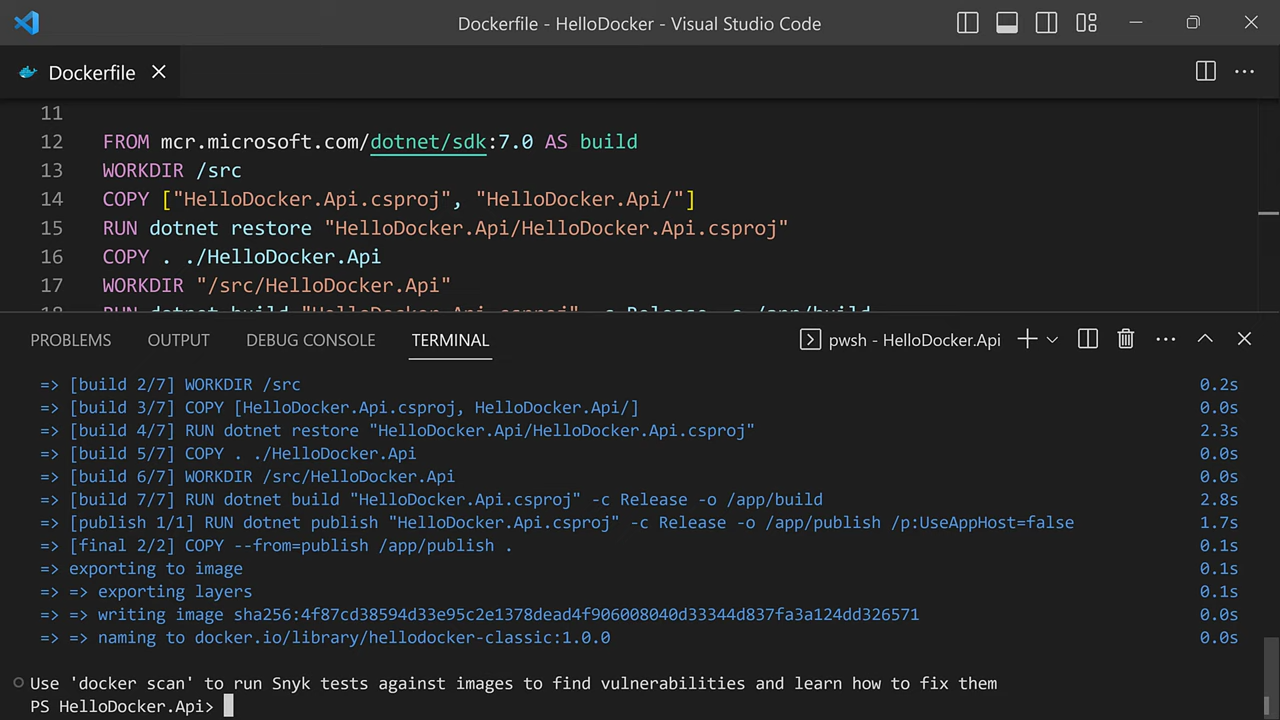 Dockerfile - HelloDocker - Visual Studio Code
Dockerfile
11
12 FROM mcr.microsoft.com/dotnet/sdk:7.0 AS build
13 WORKDIR /src
14 COPY ["HelloDocker.Api.csproj", "HelloDocker.Api/"]
15 RUN dotnet restore "HelloDocker.Api/HelloDocker.Api.csproj"
16 COPY . ./HelloDocker.Api
17 WORKDIR "/src/HelloDocker.Api"
18 RUN dotnet build "HelloDocker.Api.csproj" -c Release -o /app/build
PROBLEMS OUTPUT DEBUG CONSOLE TERMINAL pwsh - HelloDocker.Api
=> [build 2/7] WORKDIR /src 0.2s
=> [build 3/7] COPY [HelloDocker.Api.csproj, HelloDocker.Api/] 0.0s
=> [build 4/7] RUN dotnet restore "HelloDocker.Api/HelloDocker.Api.csproj" 2.3s
=> [build 5/7] COPY . ./HelloDocker.Api 0.0s
=> [build 6/7] WORKDIR /src/HelloDocker.Api 0.0s
=> [build 7/7] RUN dotnet build "HelloDocker.Api.csproj" -c Release -o /app/build 2.8s
=> [publish 1/1] RUN dotnet publish "HelloDocker.Api.csproj" -c Release -o /app/publish /p:UseAppHost=false 1.7s
=> [final 2/2] COPY --from=publish /app/publish . 0.1s
=> exporting to image 0.1s
=> => exporting layers 0.1s
=> => writing image sha256:4f87cd38594d33e95c2e1378dead4f906008040d33344d837fa3a124dd326571 0.0s
=> => naming to docker.io/library/hellodocker-classic:1.0.0 0.0s
Use 'docker scan' to run Snyk tests against images to find vulnerabilities and learn how to fix them
PS HelloDocker.Api>